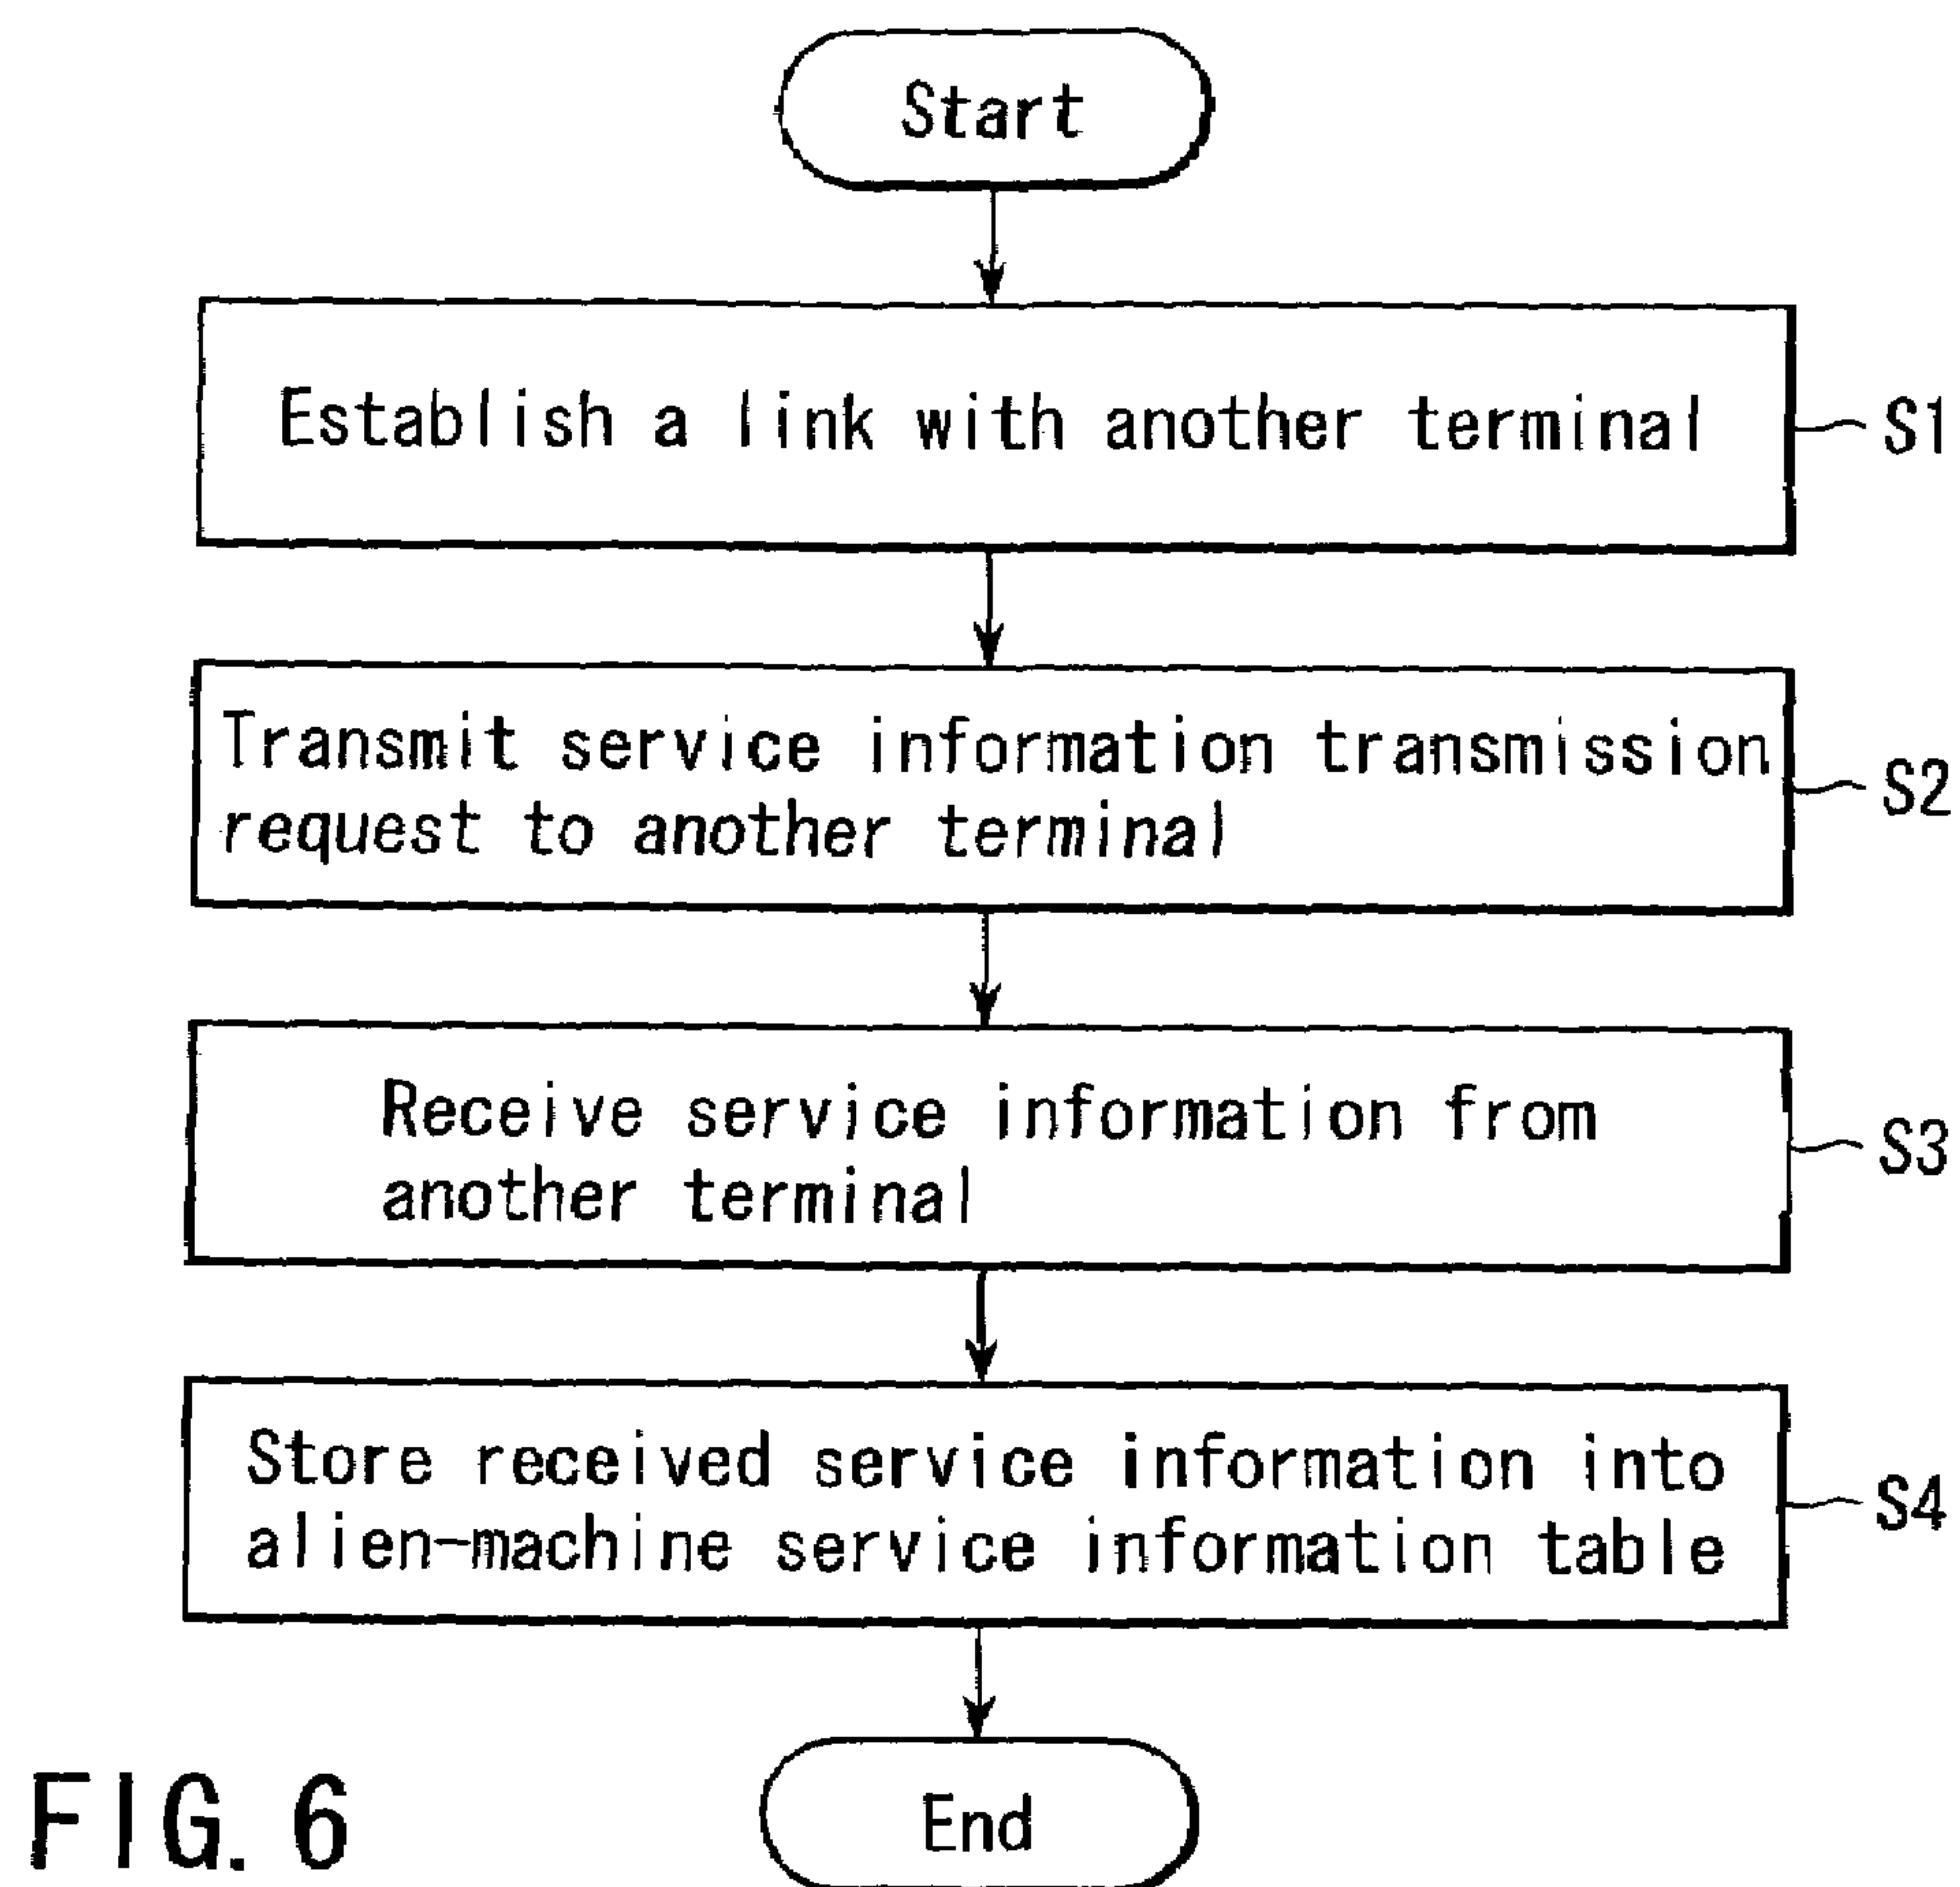 Start
Establish a link with another terminal
S1
Transmit service information transmission
request to another terminal
S2
Receive service information from
another terminal
S3
Store received service information into
alien-machine service information table
S4
End
FIG. 6